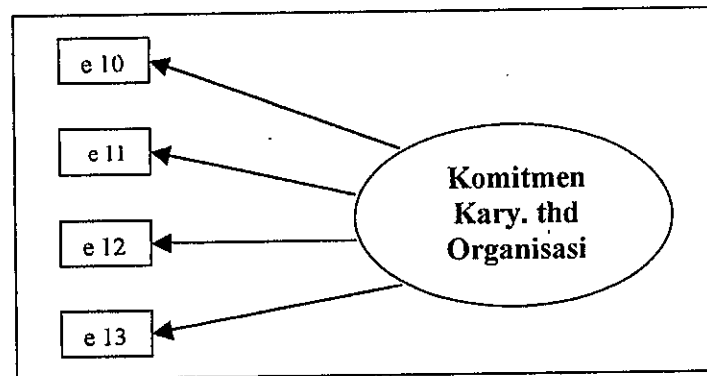 e 10
e 11
e 12
e 13
Komitmen
Kary. thd
Organisasi